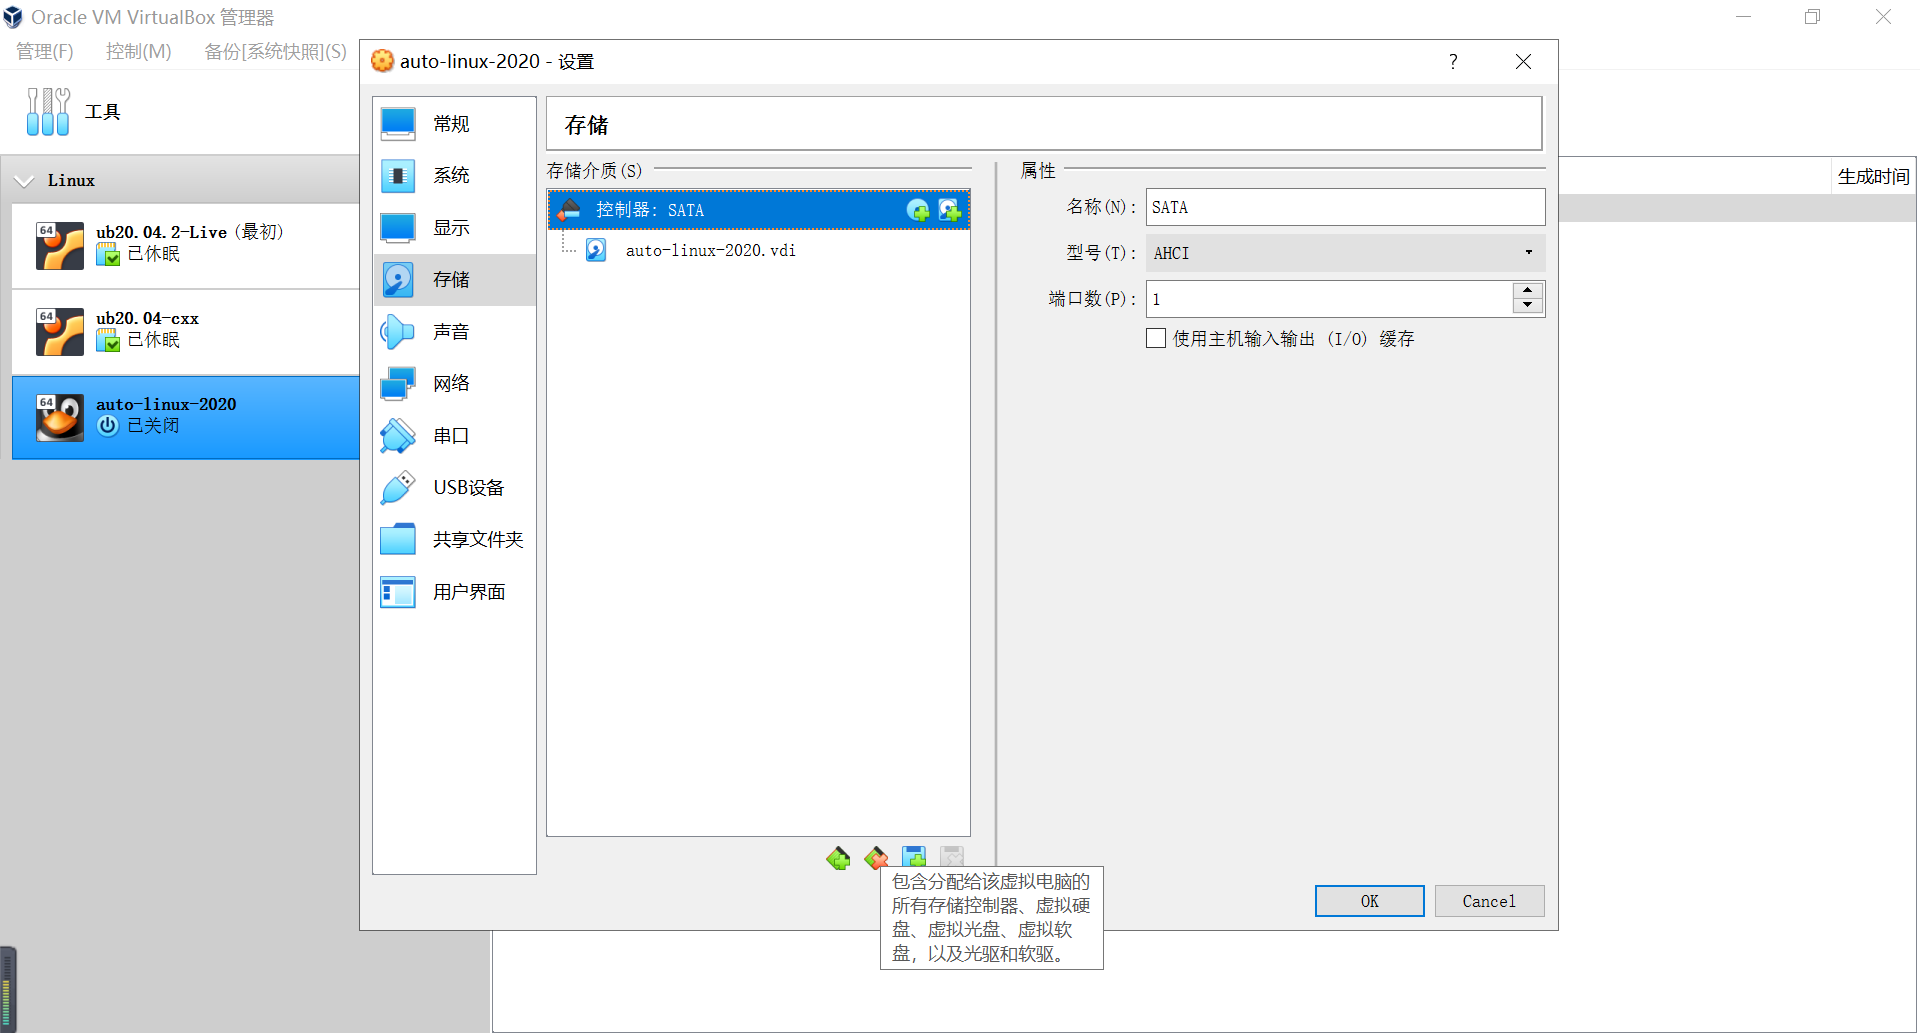 Oracle VM VirtualBox 管理器
管理(F) 控制(M) 备份[系统快照](S)
工具
Linux
64
ub20.04.2-Live (最初)
已休眠
64
ub20.04-cxx
已休眠
64
auto-linux-2020
已关闭
auto-linux-2020 - 设置
?
常规
系统
显示
存储
声音
网络
串口
USB设备
共享文件夹
用户界面
存储
存储介质(S)
控制器: SATA
auto-linux-2020.vdi
属性
名称(N): SATA
型号(T): AHCI
端口数(P): 1
使用主机输入输出 (I/O) 缓存
包含分配给该虚拟电脑的
所有存储控制器、虚拟硬
盘、虚拟光盘、虚拟软
盘，以及光驱和软驱。
OK Cancel
生成时间